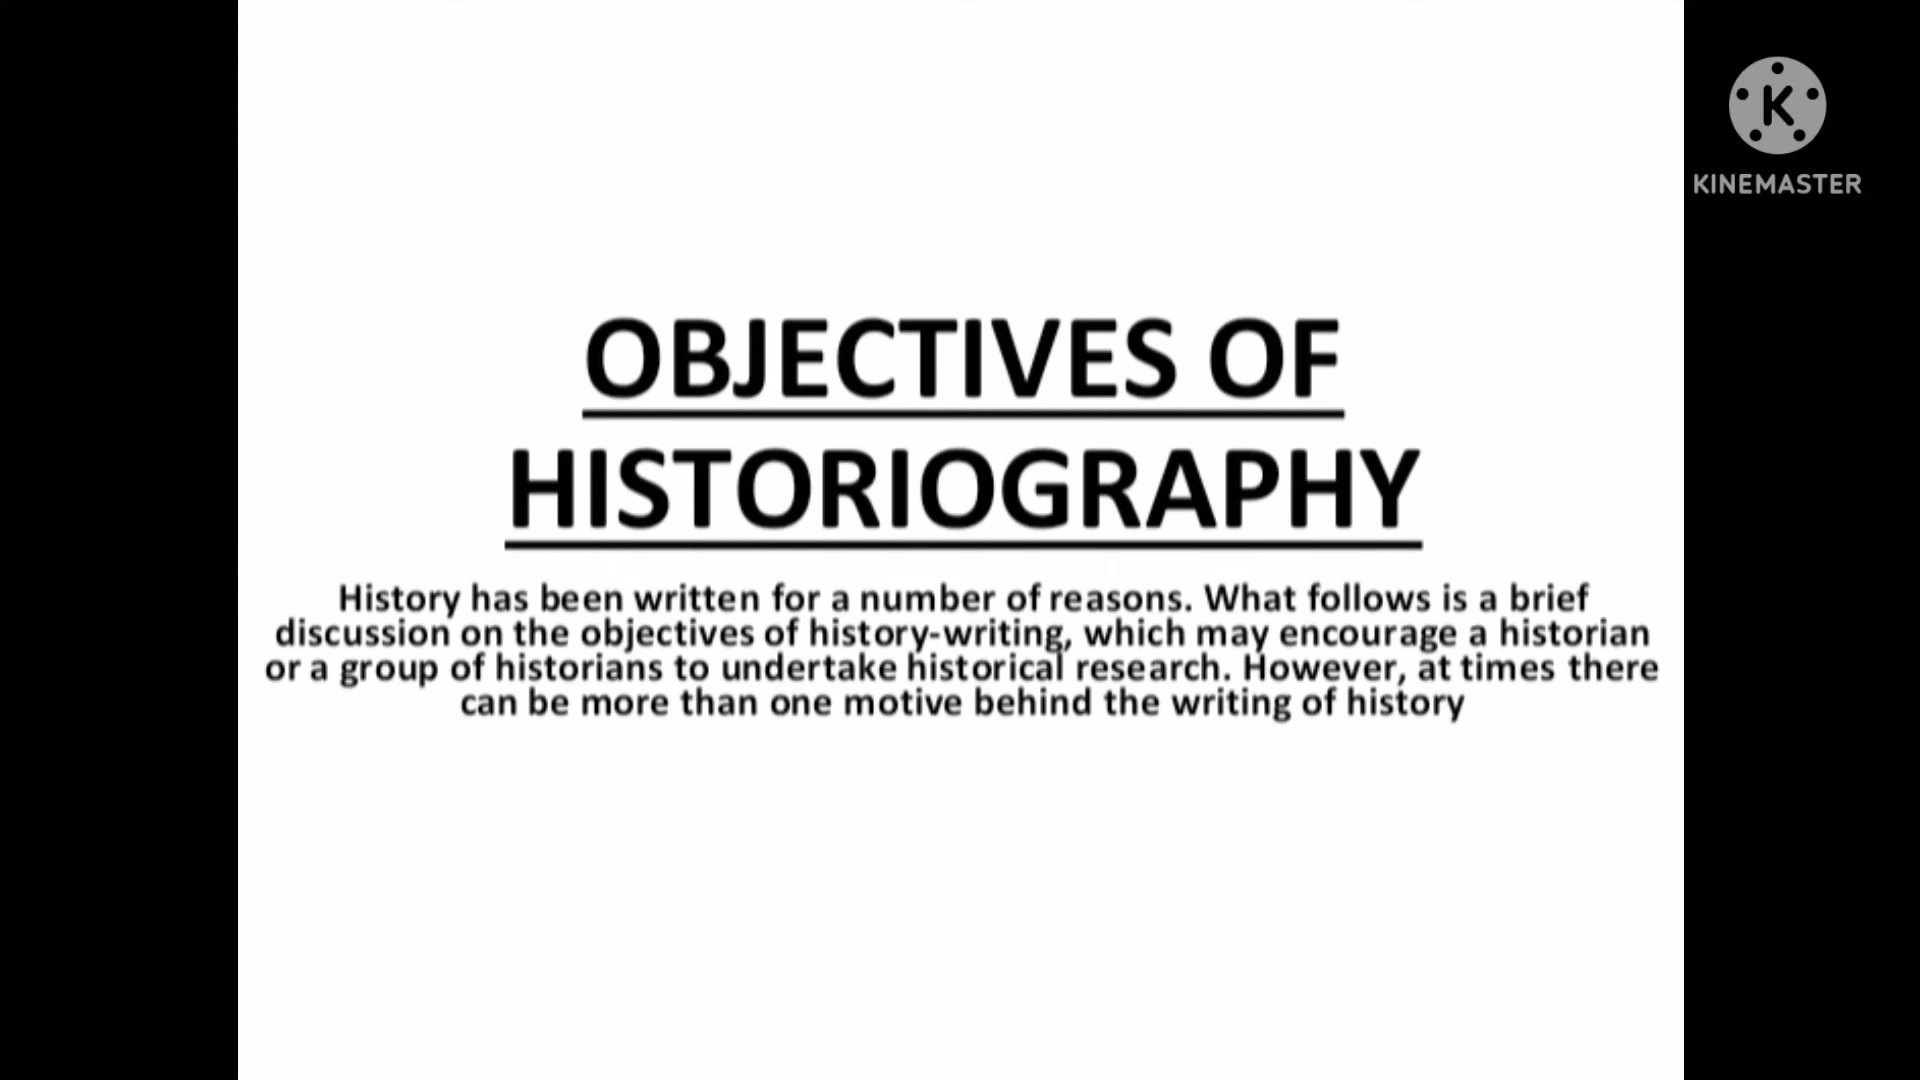 K
KINEMASTER
OBJECTIVES OF
HISTORIOGRAPHY
History has been written for a number of reasons. What follows is a brief
discussion on the objectives of history-writing, which may encourage a historian
or a group of historians to undertake historical research. However, at times there
can be more than one motive behind the writing of history